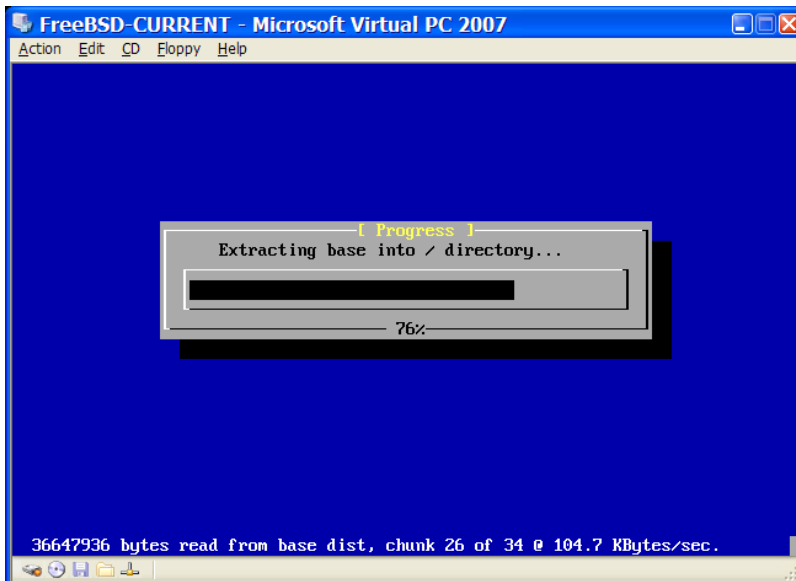 FreeBSD-CURRENT - Microsoft Virtual PC 2007
Action Edit CD Floppy Help
[ Progress ]
Extracting base into / directory...
76%
36647936 bytes read from base dist, chunk 26 of 34 @ 104.7 KBytes/sec.